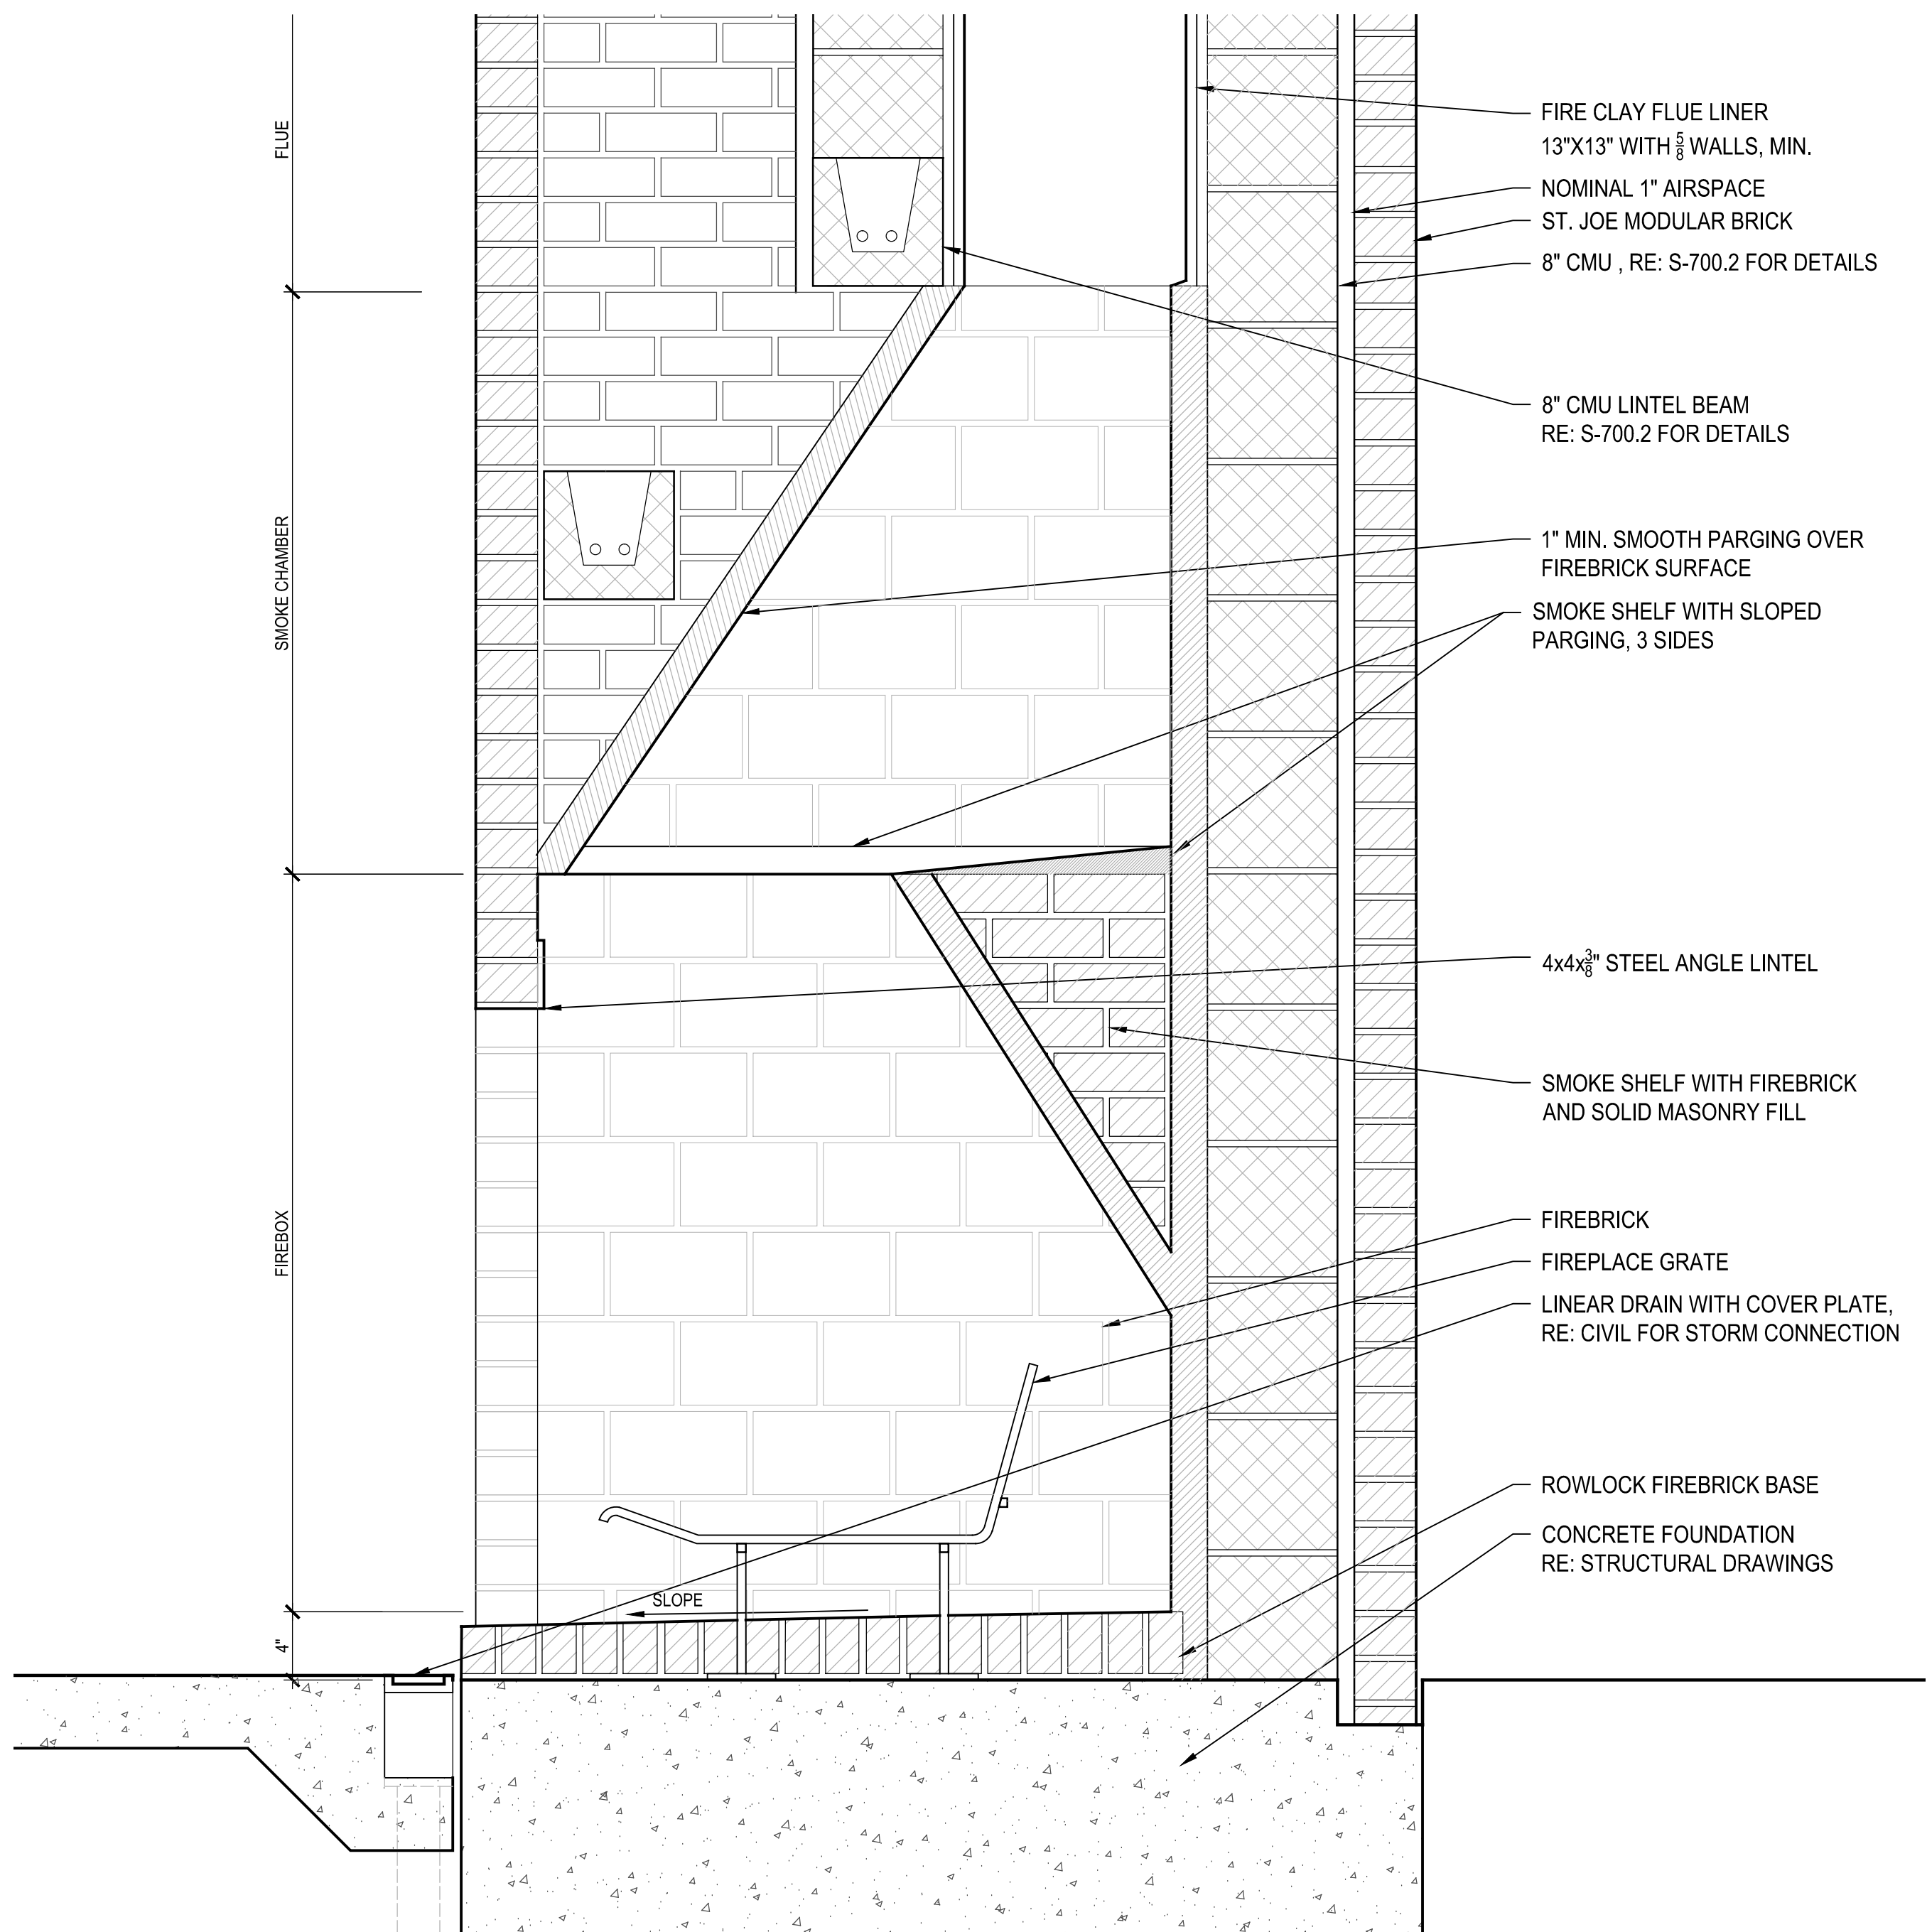 FLUE
SMOKE CHAMBER
FIREBOX
4"
SLOPE
FIRE CLAY FLUE LINER
13"X13" WITH 5/8 WALLS, MIN.
NOMINAL 1" AIRSPACE
ST. JOE MODULAR BRICK
8" CMU , RE: S-700.2 FOR DETAILS
8" CMU LINTEL BEAM
RE: S-700.2 FOR DETAILS
1" MIN. SMOOTH PARGING OVER
FIREBRICK SURFACE
SMOKE SHELF WITH SLOPED
PARGING, 3 SIDES
4x4x3/8" STEEL ANGLE LINTEL
SMOKE SHELF WITH FIREBRICK
AND SOLID MASONRY FILL
FIREBRICK
FIREPLACE GRATE
LINEAR DRAIN WITH COVER PLATE,
RE: CIVIL FOR STORM CONNECTION
ROWLOCK FIREBRICK BASE
CONCRETE FOUNDATION
RE: STRUCTURAL DRAWINGS